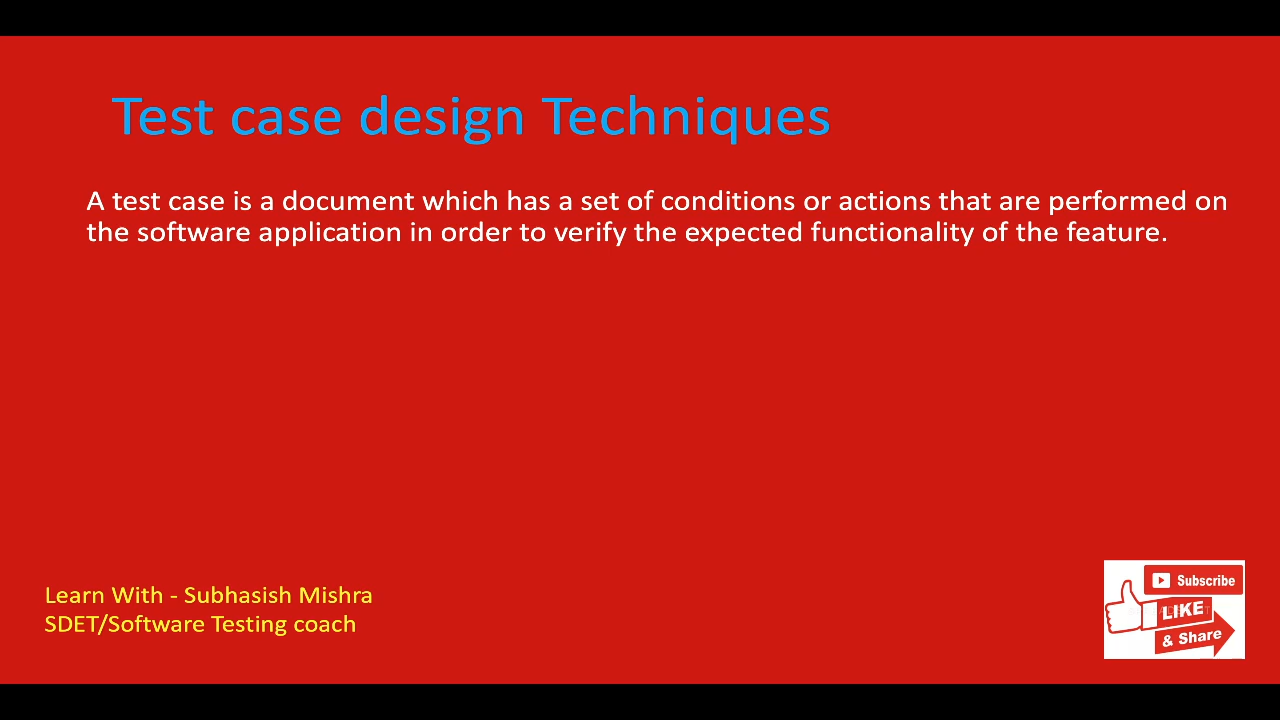 Test case design Techniques
A test case is a document which has a set of conditions or actions that are performed on
the software application in order to verify the expected functionality of the feature.
Learn With - Subhasish Mishra
SDET/Software Testing coach
Subscribe
LIKE
& Share